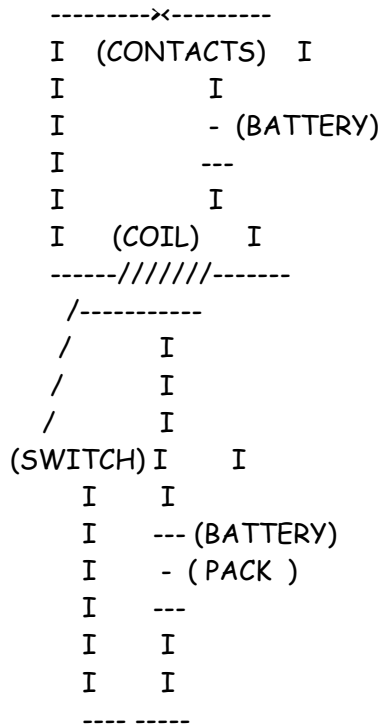 ---------><---------
I (CONTACTS) I
I I
I - (BATTERY)
I ---
I I
I (COIL) I
------///////-------
/-----------
/ I
/ I
/ I
(SWITCH) I I
I I
I --- (BATTERY)
I - ( PACK )
I ---
I I
I I
---- -----